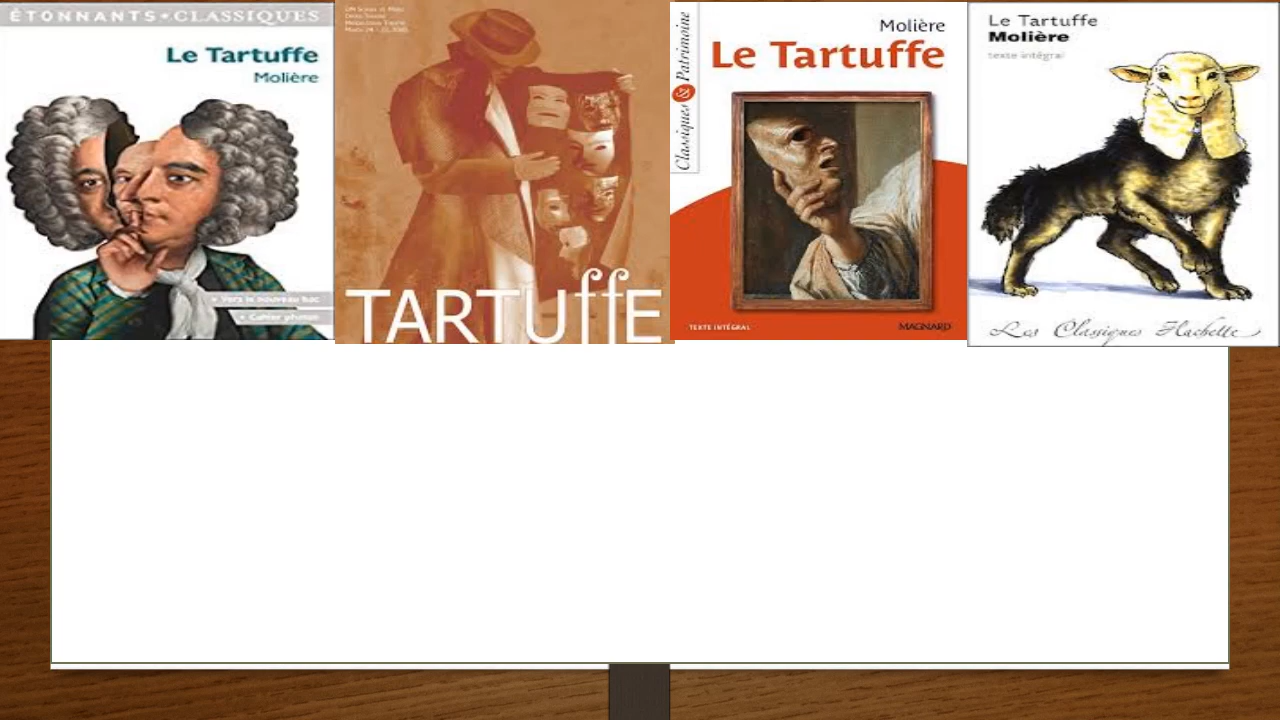 ÉTONNANTS • CLASSIQUES
Le Tartuffe
Molière
• Vers le nouveau bac
• Cahier photos
TARTUffE
Classiques & Patrimoine
Molière
Le Tartuffe
TEXTE INTÉGRAL
MAGNARD
Le Tartuffe
Molière
texte intégral
Les Classiques Hachette